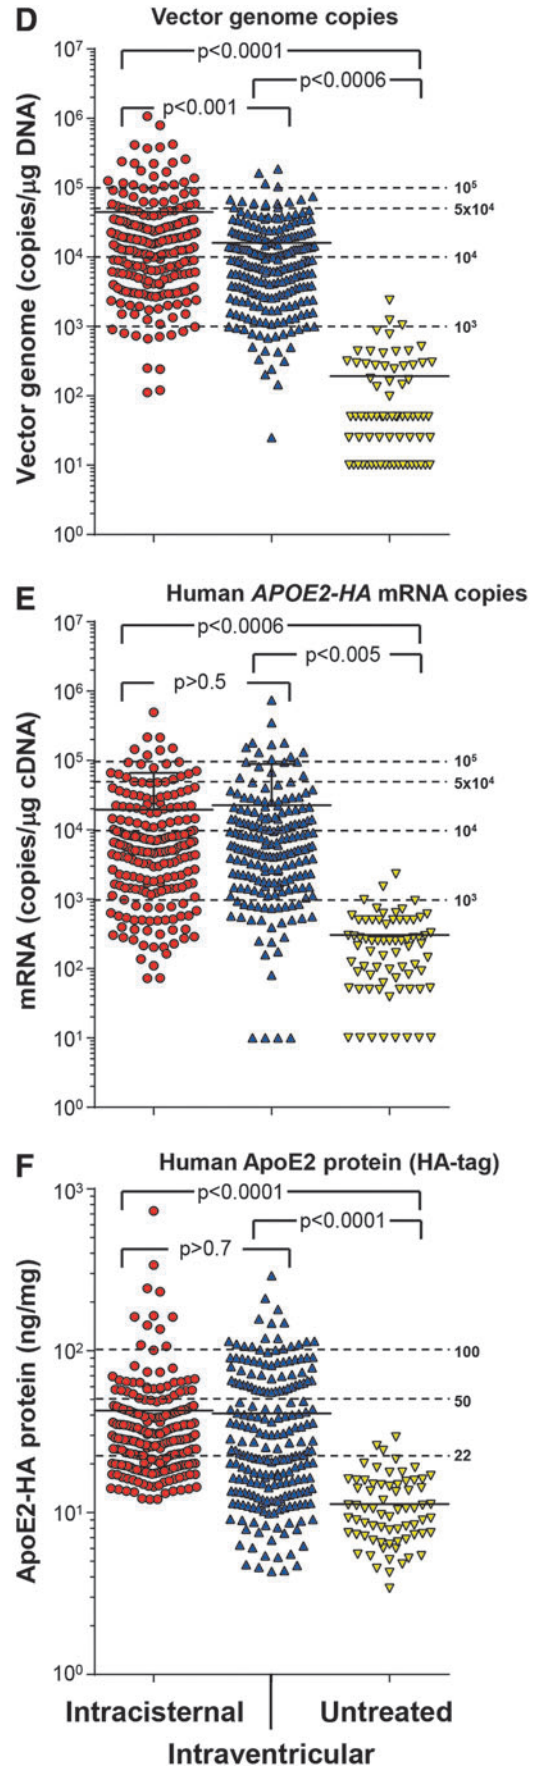 D Vector genome copies
10⁷
p<0.0001
p<0.0006
10⁶
p<0.001
10⁵ 10⁵
5x10⁴
10⁴ 10⁴
10³ 10³
10²
10¹
10⁰
Vector genome (copies/µg DNA)
E Human APOE2-HA mRNA copies
10⁷
p<0.0006
p<0.005
10⁶
p>0.5
10⁵ 10⁵
5x10⁴
10⁴ 10⁴
10³ 10³
10²
10¹
10⁰
mRNA (copies/µg cDNA)
F Human ApoE2 protein (HA-tag)
10³
p<0.0001
p<0.0001
p>0.7
10² 100
50
22
10¹
10⁰
ApoE2-HA protein (ng/mg)
Intracisternal Untreated
Intraventricular